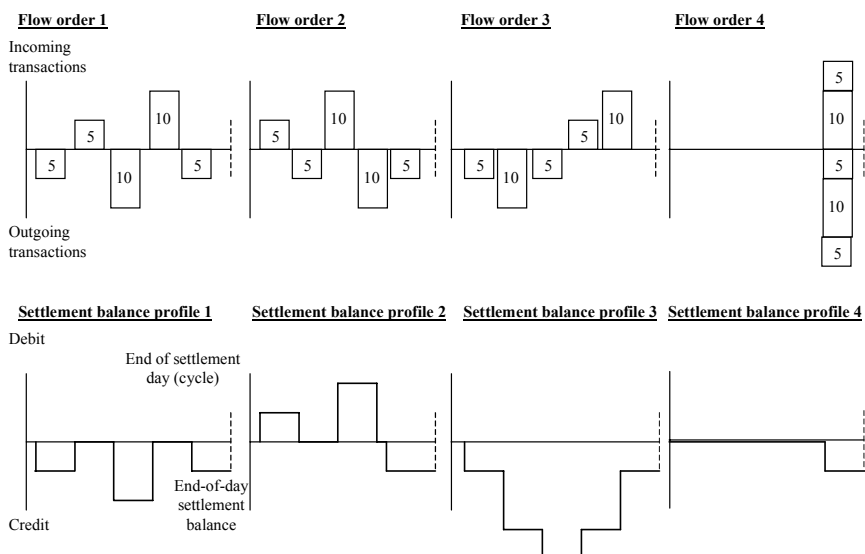 Flow order 1
Flow order 2
Flow order 3
Flow order 4
Incoming
transactions
5
5
10
10
5
5
5
10
10
5
5
10
5
5
10
5
10
5
10
5
Outgoing
transactions
Settlement balance profile 1
Settlement balance profile 2
Settlement balance profile 3
Settlement balance profile 4
Debit
End of settlement
day (cycle)
End-of-day
settlement
balance
Credit